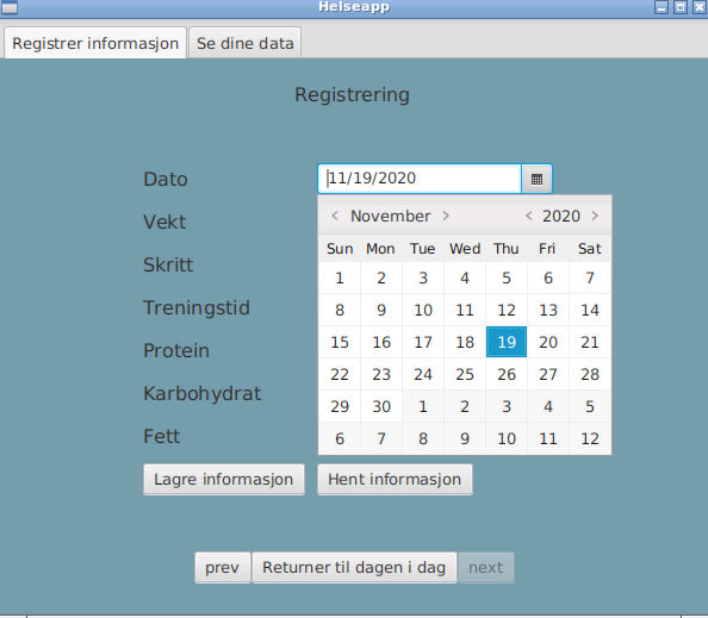 Helseapp
Registrer informasjon Se dine data
Registrering
Dato 11/19/2020
Vekt
Skritt
Treningstid
Protein
Karbohydrat
Fett
< November > < 2020 >
Sun Mon Tue Wed Thu Fri Sat
1 2 3 4 5 6 7
8 9 10 11 12 13 14
15 16 17 18 19 20 21
22 23 24 25 26 27 28
29 30 1 2 3 4 5
6 7 8 9 10 11 12
Lagre informasjon Hent informasjon
prev Returner til dagen i dag next